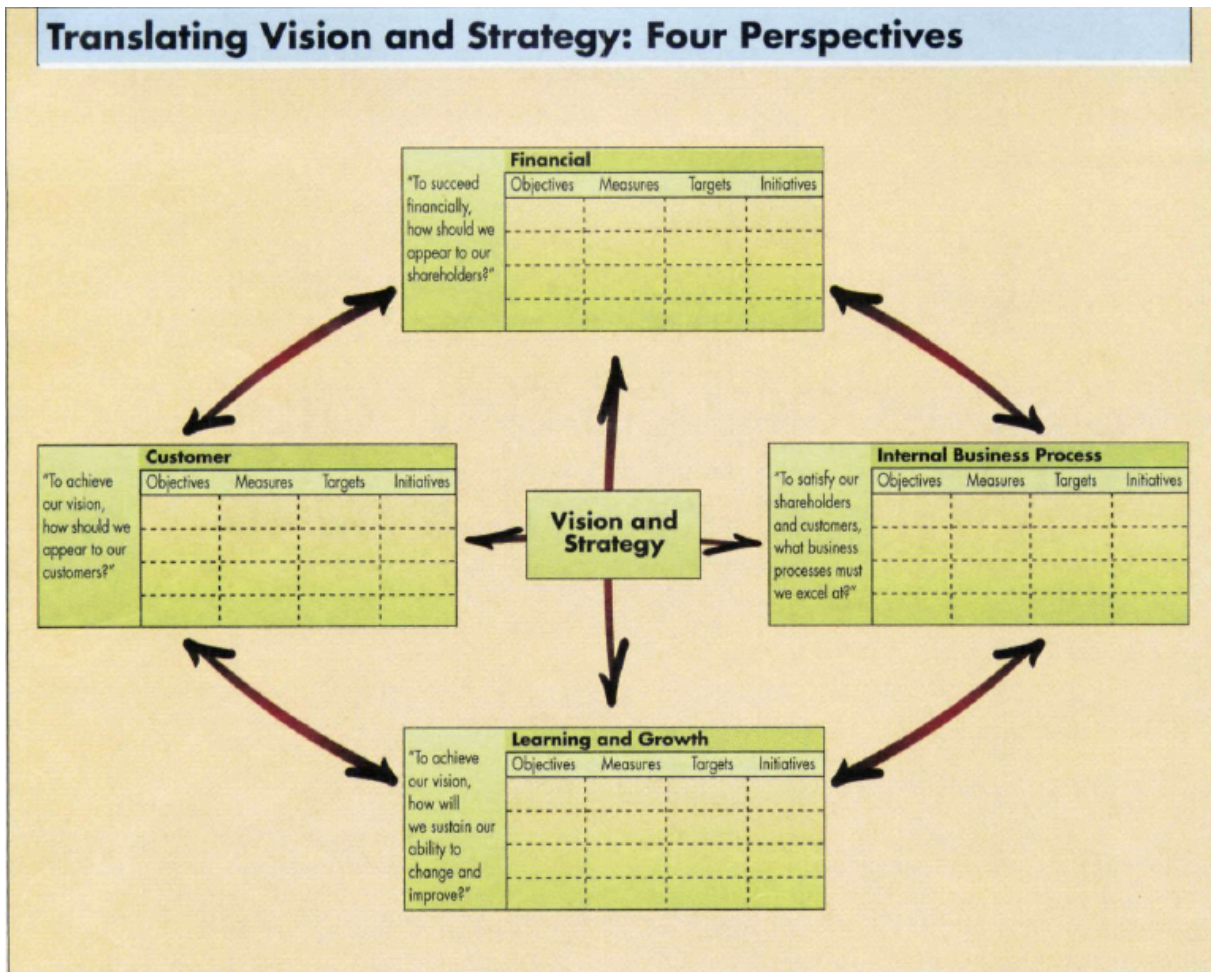 Translating Vision and Strategy: Four Perspectives
Financial
"To succeed
financially,
how should we
appear to our
shareholders?"
Objectives Measures Targets Initiatives
Customer
"To achieve
our vision,
how should we
appear to our
customers?"
Objectives Measures Targets Initiatives
Vision and
Strategy
Internal Business Process
"To satisfy our
shareholders
and customers,
what business
processes must
we excel at?"
Objectives Measures Targets Initiatives
Learning and Growth
"To achieve
our vision,
how will
we sustain our
ability to
change and
improve?"
Objectives Measures Targets Initiatives